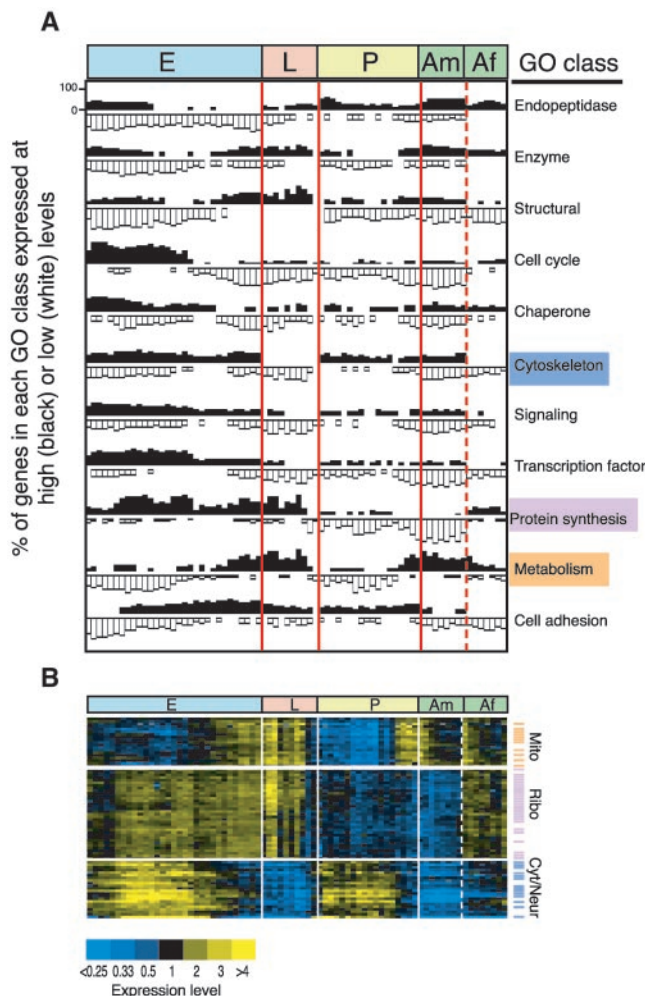 A
E L P Am Af GO class
100
0
Endopeptidase
Enzyme
Structural
Cell cycle
Chaperone
Cytoskeleton
Signaling
Transcription factor
Protein synthesis
Metabolism
Cell adhesion
% of genes in each GO class expressed at
high (black) or low (white) levels
B
E L P Am Af
Mito
Ribo
Cyt/Neur
<0.25 0.33 0.5 1 2 3 >4
Expression level